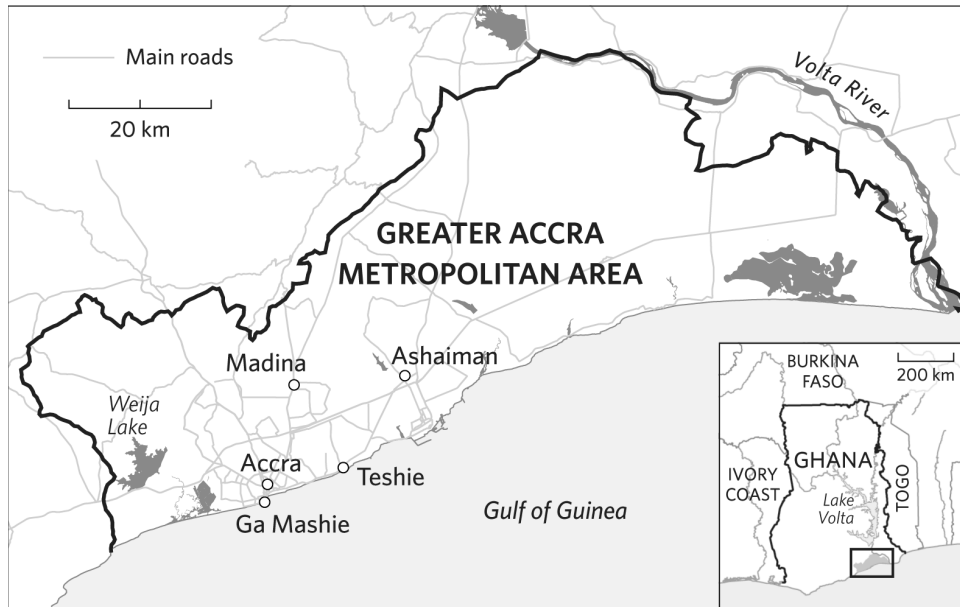 Main roads
20 km
Volta River
GREATER ACCRA
METROPOLITAN AREA
Madina
Ashaiman
Weija
Lake
Accra
Teshie
Ga Mashie
Gulf of Guinea
BURKINA
FASO
200 km
GHANA
IVORY
COAST
TOGO
Lake
Volta